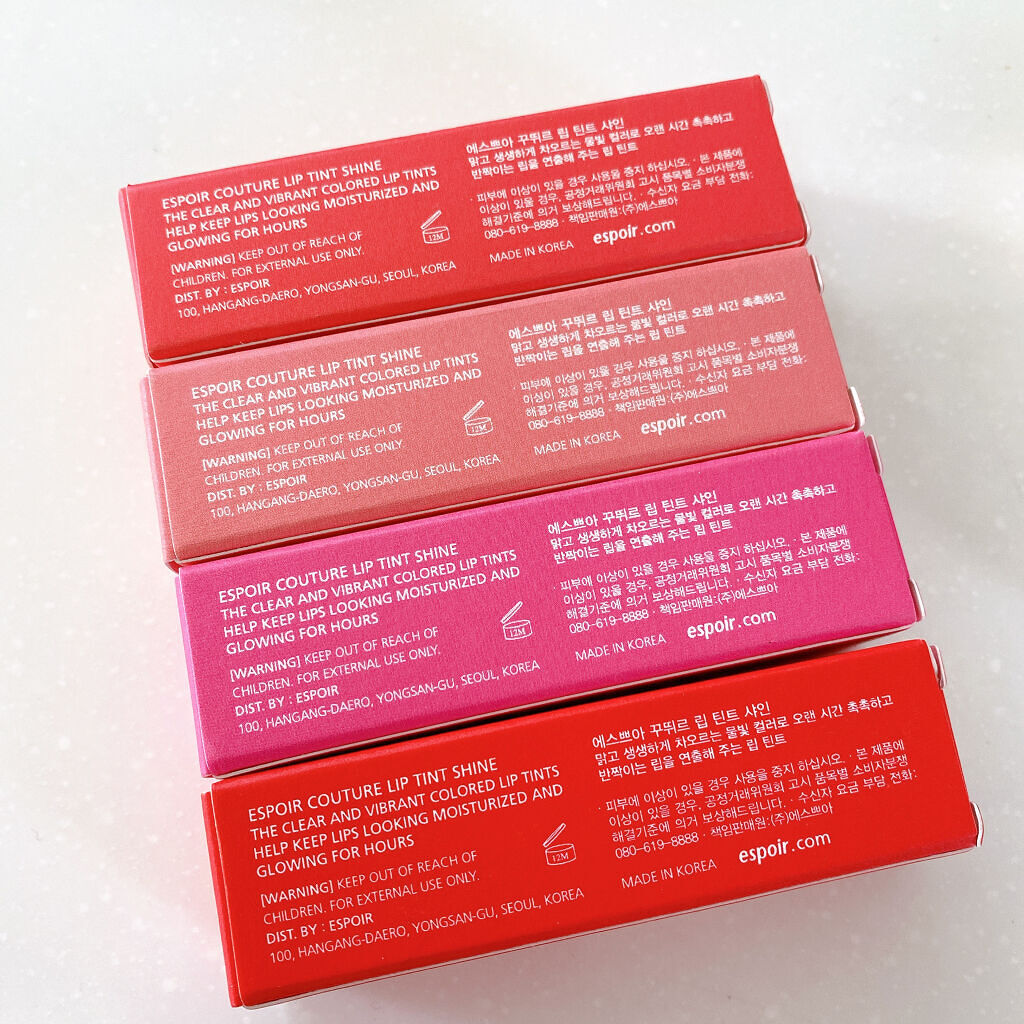 ESPOIR COUTURE LIP TINT SHINE
THE CLEAR AND VIBRANT COLORED LIP TINTS
HELP KEEP LIPS LOOKING MOISTURIZED AND
GLOWING FOR HOURS
[WARNING] KEEP OUT OF REACH OF
CHILDREN. FOR EXTERNAL USE ONLY.
DIST. BY : ESPOIR
100, HANGANG-DAERO, YONGSAN-GU, SEOUL, KOREA
12M
에스쁘아 꾸뛰르 립 틴트 샤인
맑고 생생하게 차오르는 물빛 컬러로 오랜 시간 촉촉하고
반짝이는 립을 연출해 주는 립 틴트
· 피부에 이상이 있을 경우 사용을 중지 하십시오. · 본 제품에
이상이 있을 경우, 공정거래위원회 고시 품목별 소비자분쟁
해결기준에 의거 보상해드립니다. · 수신자 요금 부담 전화:
080-619-8888 · 책임판매원:(주)에스쁘아
MADE IN KOREA espoir.com
ESPOIR COUTURE LIP TINT SHINE
THE CLEAR AND VIBRANT COLORED LIP TINTS
HELP KEEP LIPS LOOKING MOISTURIZED AND
GLOWING FOR HOURS
[WARNING] KEEP OUT OF REACH OF
CHILDREN. FOR EXTERNAL USE ONLY.
DIST. BY : ESPOIR
100, HANGANG-DAERO, YONGSAN-GU, SEOUL, KOREA
12M
에스쁘아 꾸뛰르 립 틴트 샤인
맑고 생생하게 차오르는 물빛 컬러로 오랜 시간 촉촉하고
반짝이는 립을 연출해 주는 립 틴트
· 피부에 이상이 있을 경우 사용을 중지 하십시오. · 본 제품에
이상이 있을 경우, 공정거래위원회 고시 품목별 소비자분쟁
해결기준에 의거 보상해드립니다. · 수신자 요금 부담 전화:
080-619-8888 · 책임판매원:(주)에스쁘아
MADE IN KOREA espoir.com
ESPOIR COUTURE LIP TINT SHINE
THE CLEAR AND VIBRANT COLORED LIP TINTS
HELP KEEP LIPS LOOKING MOISTURIZED AND
GLOWING FOR HOURS
[WARNING] KEEP OUT OF REACH OF
CHILDREN. FOR EXTERNAL USE ONLY.
DIST. BY : ESPOIR
100, HANGANG-DAERO, YONGSAN-GU, SEOUL, KOREA
12M
에스쁘아 꾸뛰르 립 틴트 샤인
맑고 생생하게 차오르는 물빛 컬러로 오랜 시간 촉촉하고
반짝이는 립을 연출해 주는 립 틴트
· 피부에 이상이 있을 경우 사용을 중지 하십시오. · 본 제품에
이상이 있을 경우, 공정거래위원회 고시 품목별 소비자분쟁
해결기준에 의거 보상해드립니다. · 수신자 요금 부담 전화:
080-619-8888 · 책임판매원:(주)에스쁘아
MADE IN KOREA espoir.com
ESPOIR COUTURE LIP TINT SHINE
THE CLEAR AND VIBRANT COLORED LIP TINTS
HELP KEEP LIPS LOOKING MOISTURIZED AND
GLOWING FOR HOURS
[WARNING] KEEP OUT OF REACH OF
CHILDREN. FOR EXTERNAL USE ONLY.
DIST. BY : ESPOIR
100, HANGANG-DAERO, YONGSAN-GU, SEOUL, KOREA
12M
에스쁘아 꾸뛰르 립 틴트 샤인
맑고 생생하게 차오르는 물빛 컬러로 오랜 시간 촉촉하고
반짝이는 립을 연출해 주는 립 틴트
· 피부에 이상이 있을 경우 사용을 중지 하십시오. · 본 제품에
이상이 있을 경우, 공정거래위원회 고시 품목별 소비자분쟁
해결기준에 의거 보상해드립니다. · 수신자 요금 부담 전화:
080-619-8888 · 책임판매원:(주)에스쁘아
MADE IN KOREA espoir.com